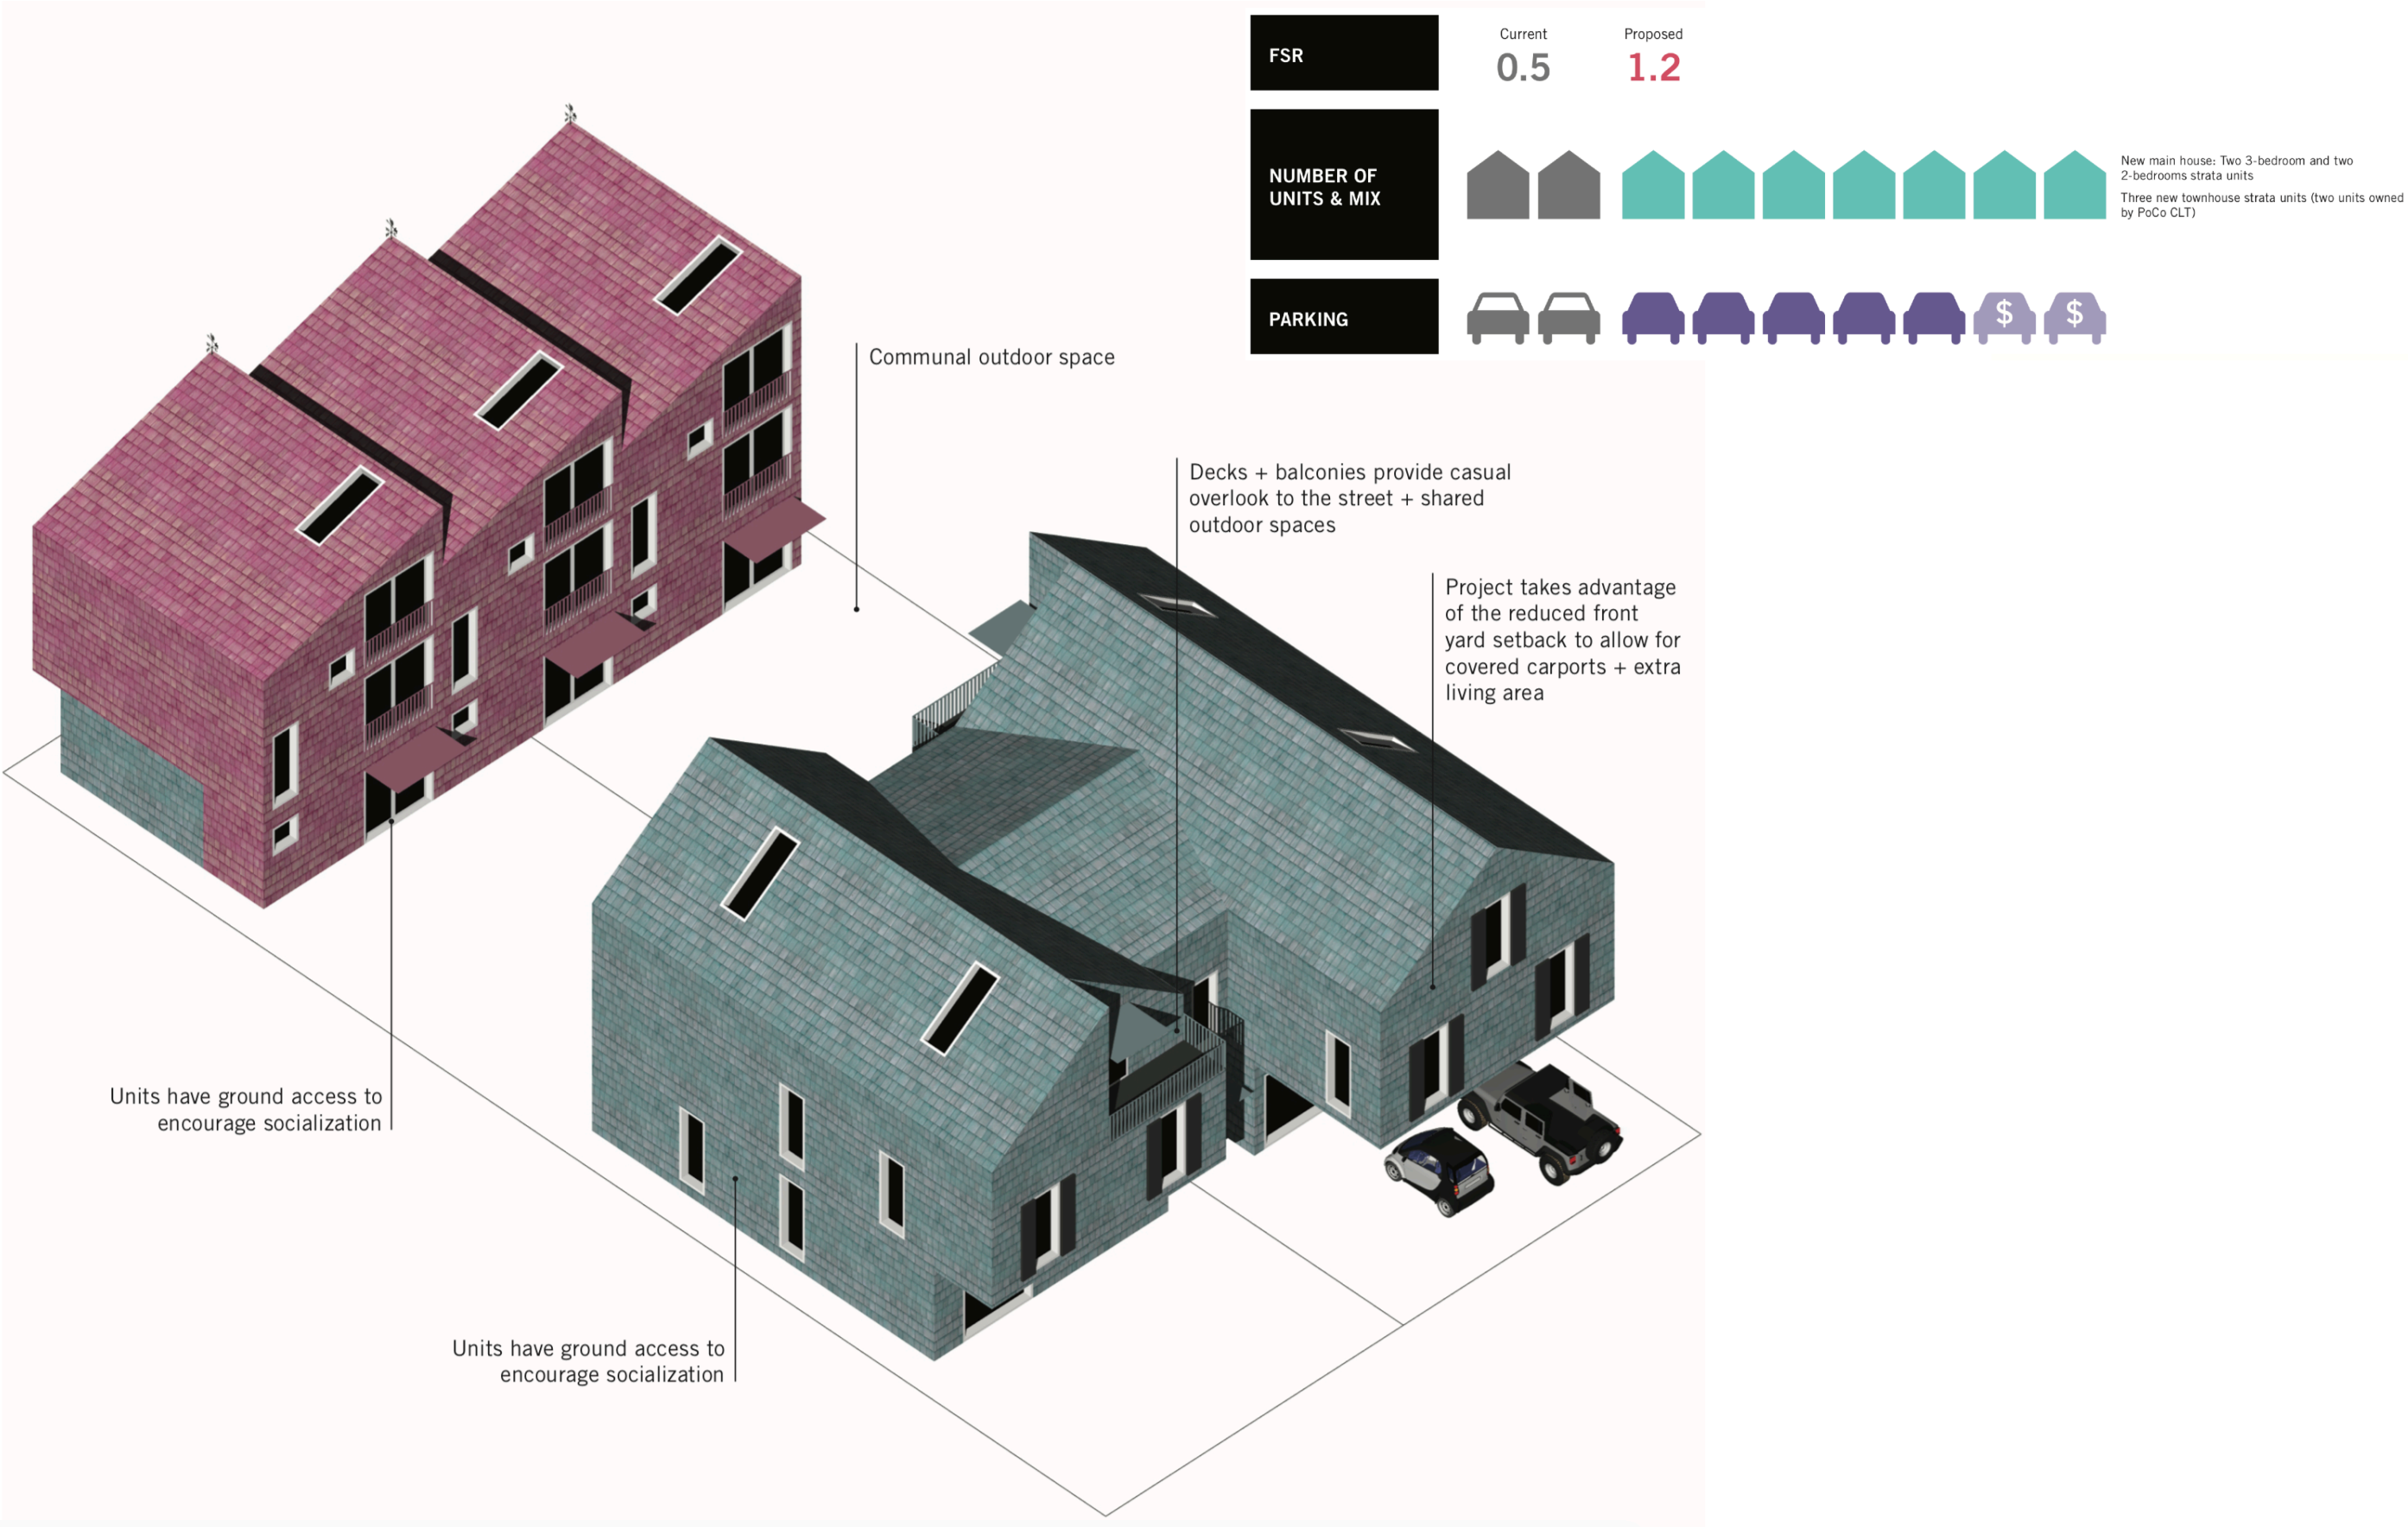 FSR
Current
0.5
Proposed
1.2
NUMBER OF
UNITS & MIX
New main house: Two 3-bedroom and two
2-bedrooms strata units
Three new townhouse strata units (two units owned
by PoCo CLT)
PARKING
$
$
Communal outdoor space
Decks + balconies provide casual
overlook to the street + shared
outdoor spaces
Project takes advantage
of the reduced front
yard setback to allow for
covered carports + extra
living area
Units have ground access to
encourage socialization
Units have ground access to
encourage socialization